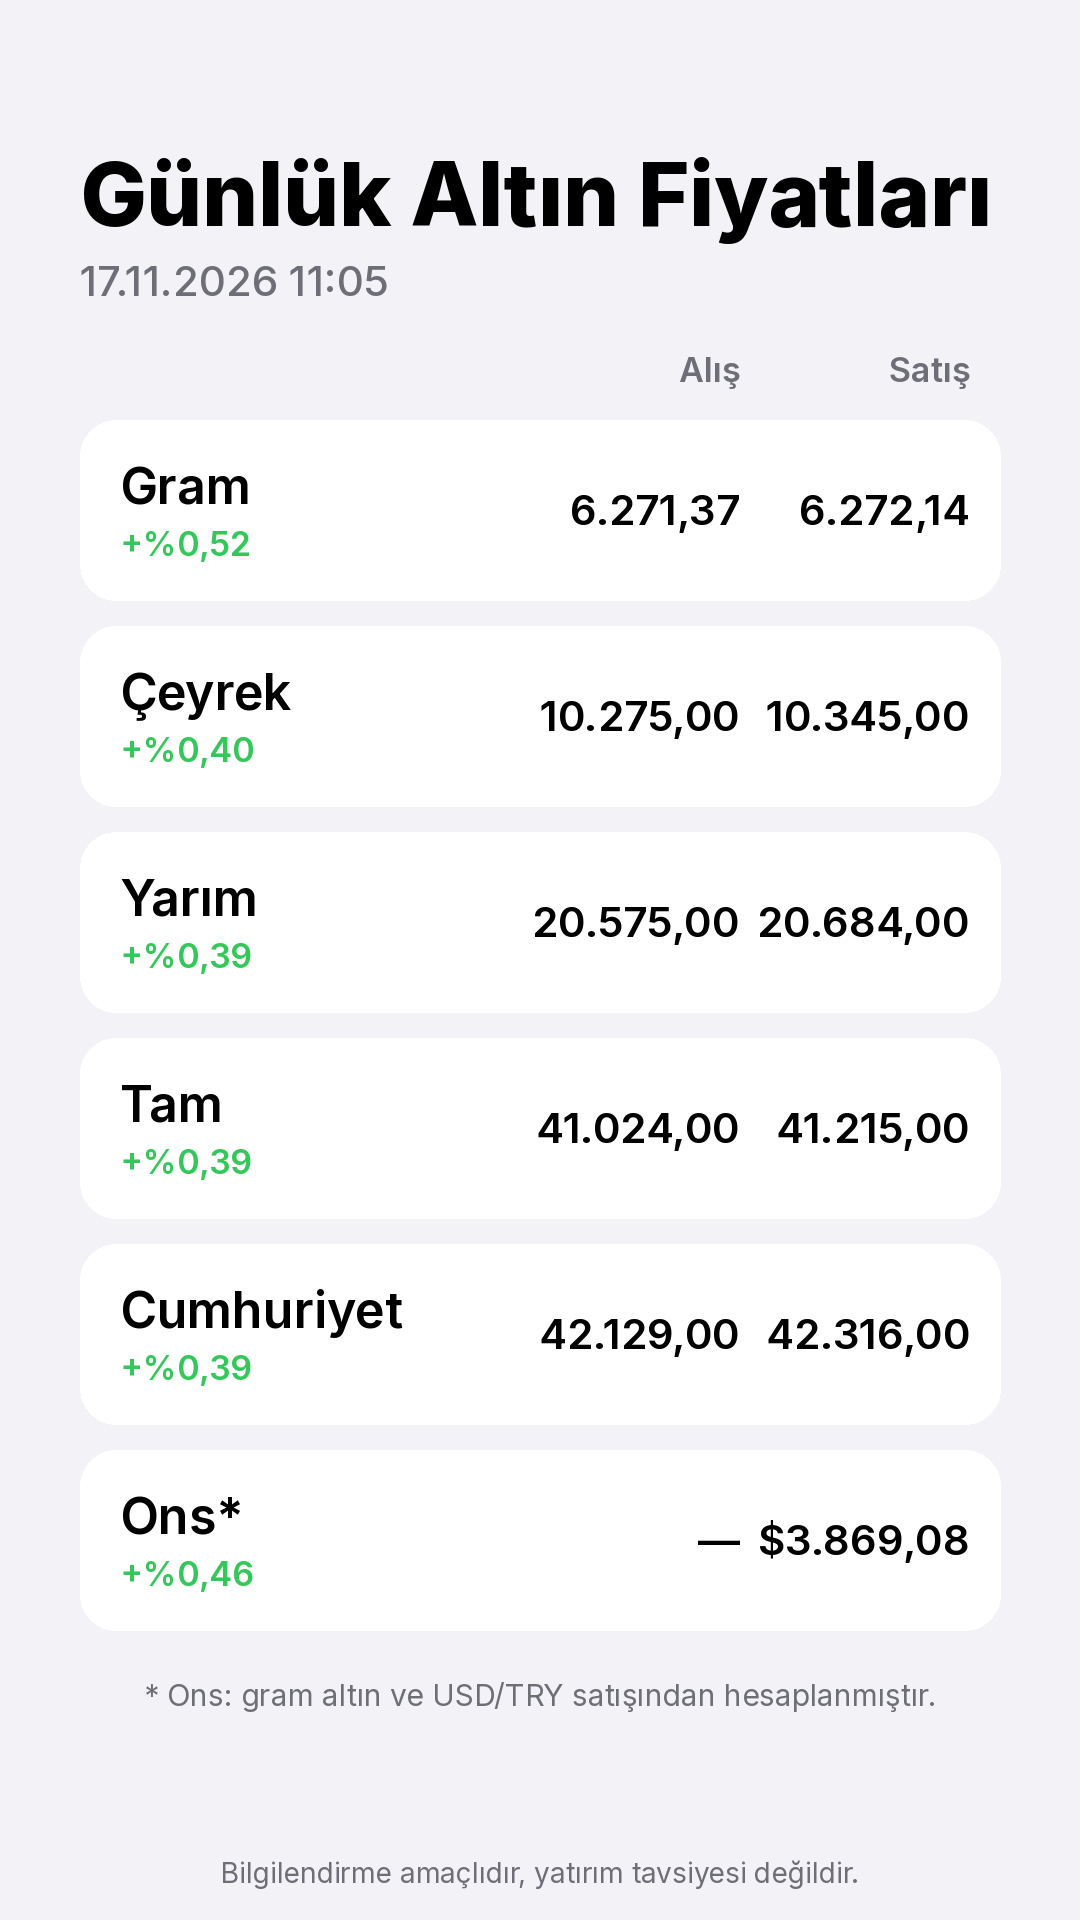 Günlük Altın Fiyatları
17.11.2026 11:05
Alış Satış
Gram
+%0,52
6.271,37 6.272,14
Çeyrek
+%0,40
10.275,00 10.345,00
Yarım
+%0,39
20.575,00 20.684,00
Tam
+%0,39
41.024,00 41.215,00
Cumhuriyet
+%0,39
42.129,00 42.316,00
Ons*
+%0,46
— $3.869,08
* Ons: gram altın ve USD/TRY satışından hesaplanmıştır.
Bilgilendirme amaçlıdır, yatırım tavsiyesi değildir.